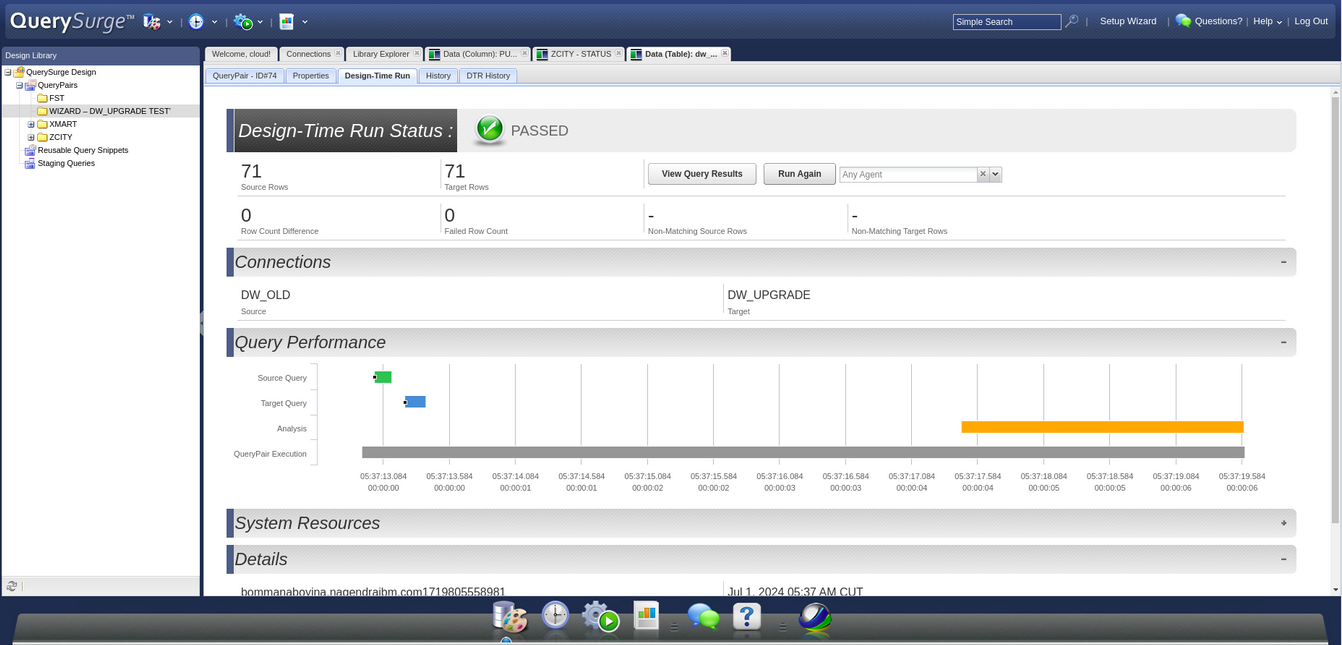 QuerySurge™
Simple Search
Setup Wizard
Questions?
Help
Log Out
Design Library
QuerySurge Design
QueryPairs
FST
WIZARD – DW_UPGRADE TEST'
XMART
ZCITY
Reusable Query Snippets
Staging Queries
Welcome, cloud!
Connections
Library Explorer
Data (Column): PU...
ZCITY - STATUS
Data (Table): dw_...
QueryPair - ID#74
Properties
Design-Time Run
History
DTR History
Design-Time Run Status :
PASSED
71
Source Rows
71
Target Rows
View Query Results
Run Again
Any Agent
0
Row Count Difference
0
Failed Row Count
-
Non-Matching Source Rows
-
Non-Matching Target Rows
Connections
DW_OLD
Source
DW_UPGRADE
Target
Query Performance
Source Query
Target Query
Analysis
QueryPair Execution
05:37:13.084 05:37:13.584 05:37:14.084 05:37:14.584 05:37:15.084 05:37:15.584 05:37:16.084 05:37:16.584 05:37:17.084 05:37:17.584 05:37:18.084 05:37:18.584 05:37:19.084 05:37:19.584
00:00:00 00:00:00 00:00:01 00:00:01 00:00:02 00:00:02 00:00:03 00:00:03 00:00:04 00:00:04 00:00:05 00:00:05 00:00:06 00:00:06
System Resources
Details
bommanaboyina.nagendraibm.com1719805558981
Jul 1, 2024 05:37 AM CUT